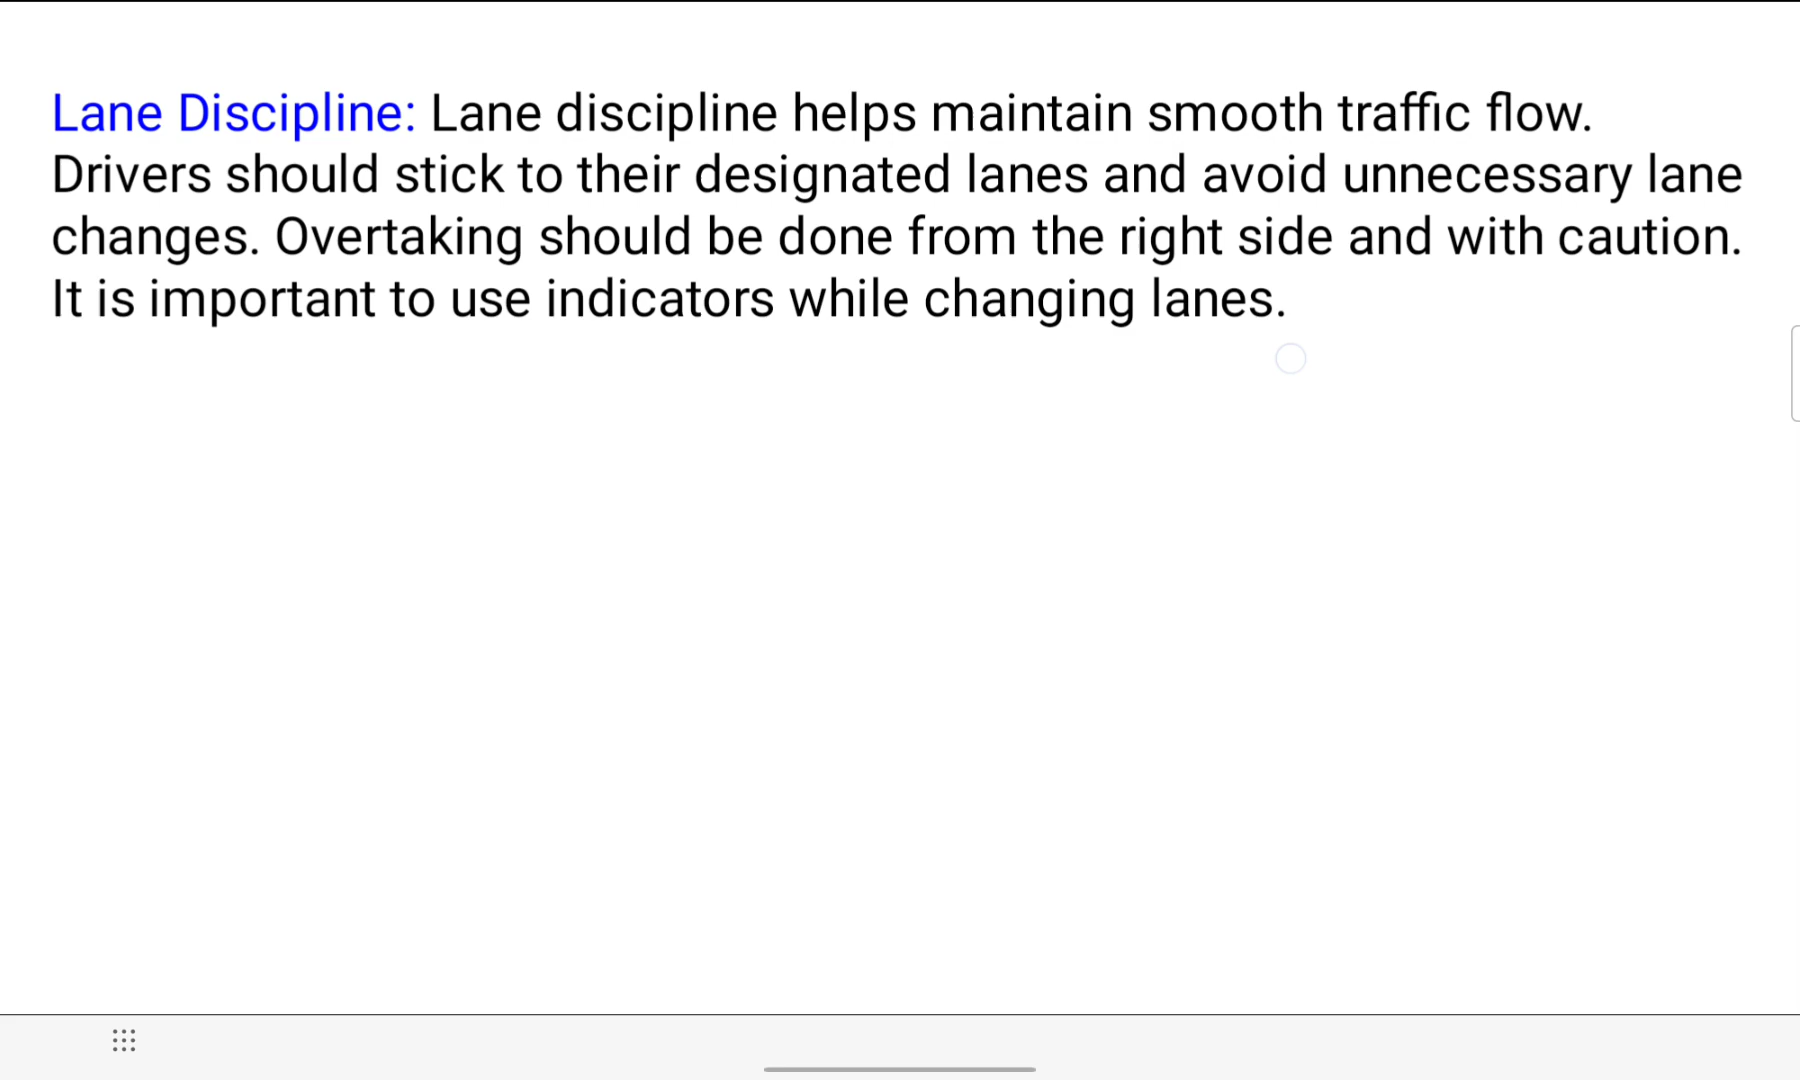 Lane Discipline: Lane discipline helps maintain smooth traffic flow.
Drivers should stick to their designated lanes and avoid unnecessary lane
changes. Overtaking should be done from the right side and with caution.
It is important to use indicators while changing lanes.